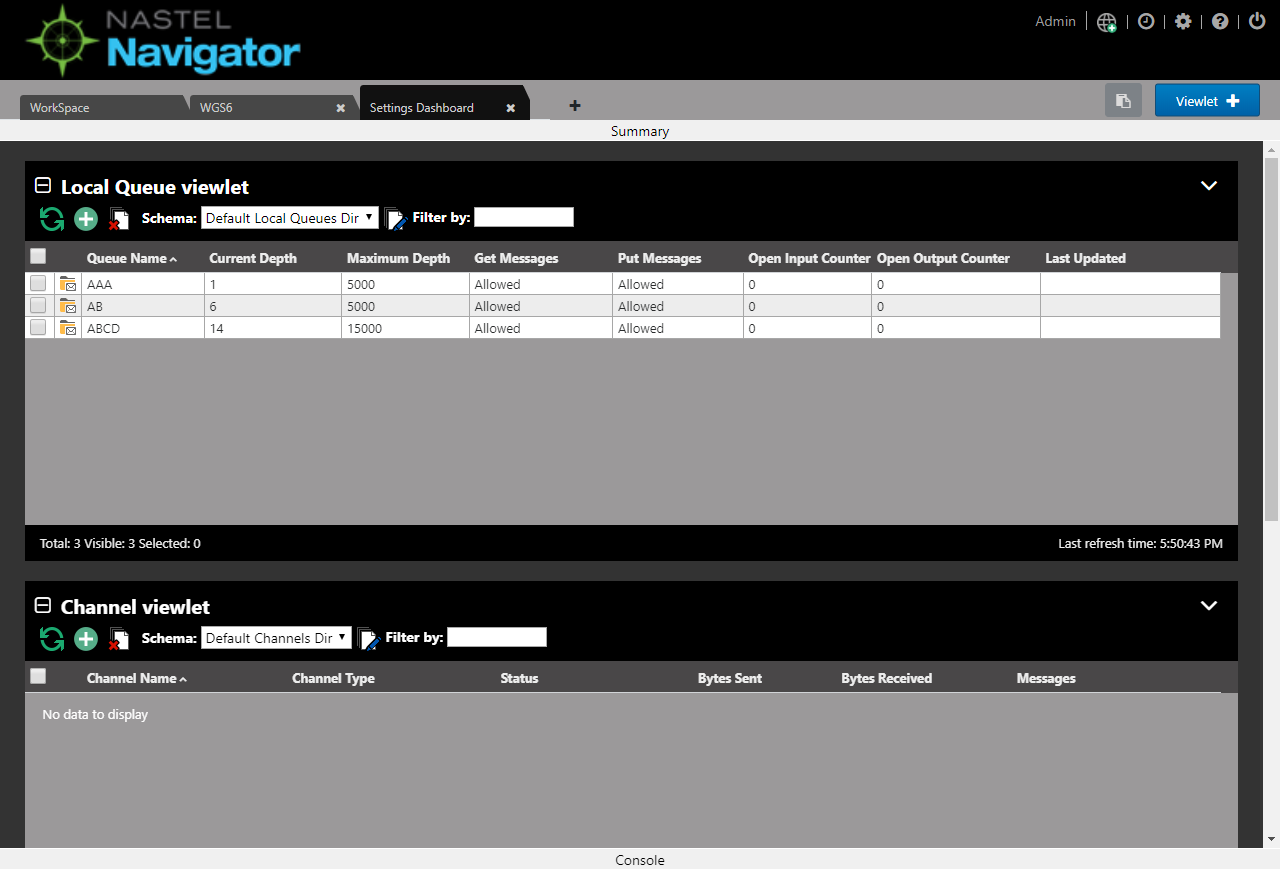 NASTEL
Navigator
Admin
WorkSpace
WGS6
Settings Dashboard
Viewlet
Summary
Local Queue viewlet
Schema: Default Local Queues Dir Filter by:
Queue Name Current Depth Maximum Depth Get Messages Put Messages Open Input Counter Open Output Counter Last Updated
AAA 1 5000 Allowed Allowed 0 0
AB 6 5000 Allowed Allowed 0 0
ABCD 14 15000 Allowed Allowed 0 0
Total: 3 Visible: 3 Selected: 0 Last refresh time: 5:50:43 PM
Channel viewlet
Schema: Default Channels Dir Filter by:
Channel Name Channel Type Status Bytes Sent Bytes Received Messages
No data to display
Console